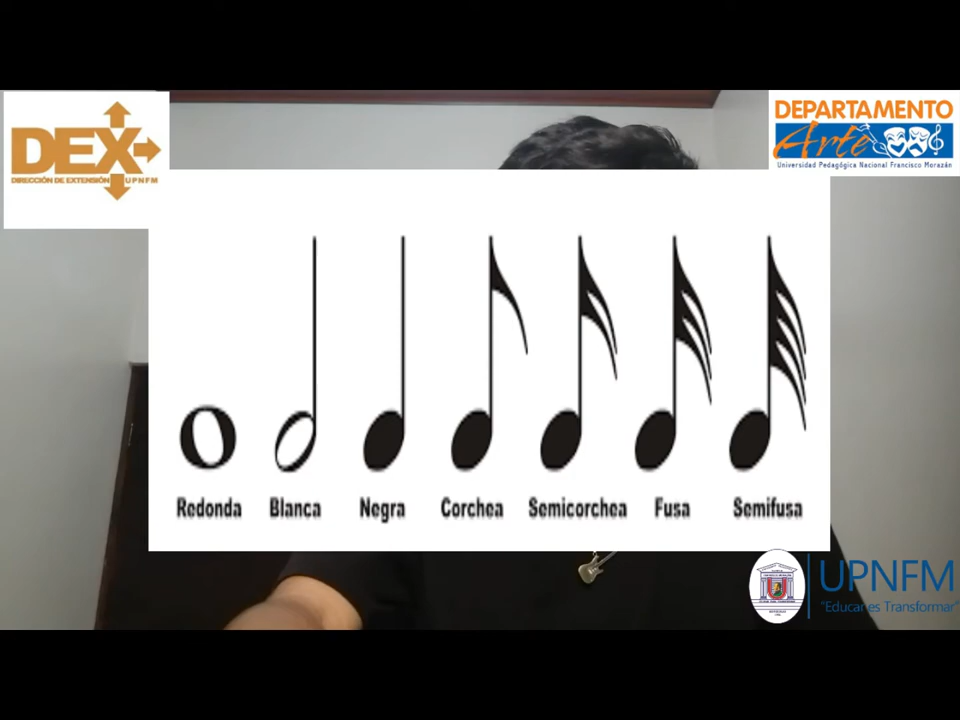 DEX
DIRECCIÓN DE EXTENSIÓN UPNFM
DEPARTAMENTO
Arte
Universidad Pedagógica Nacional Francisco Morazán
Redonda Blanca Negra Corchea Semicorchea Fusa Semifusa
UPNFM
"Educar es Transformar"